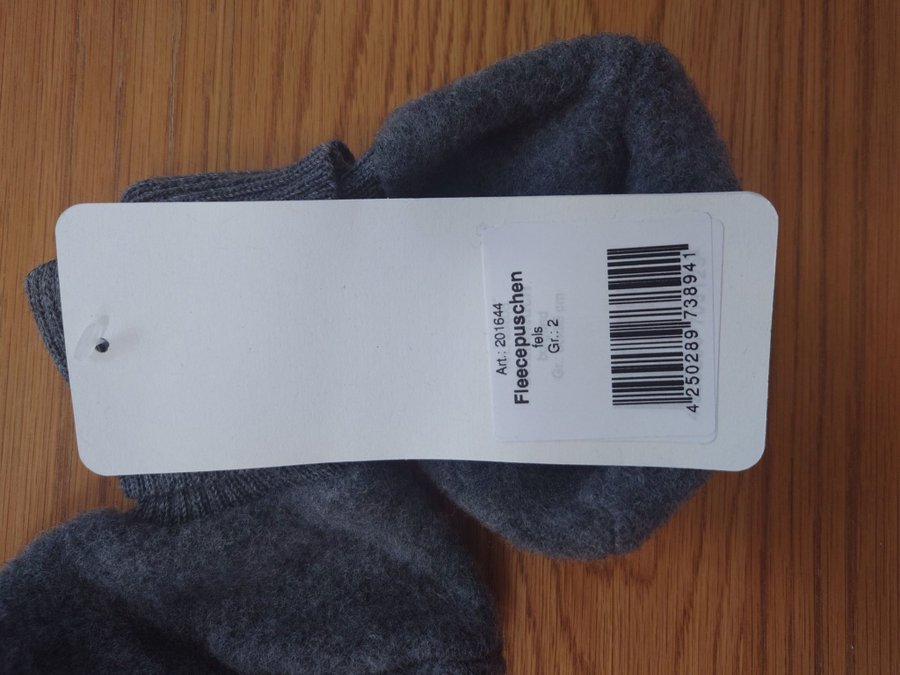 Art.: 201644
Fleecepuschen
fels
Gr.: 2
4 250289 738941